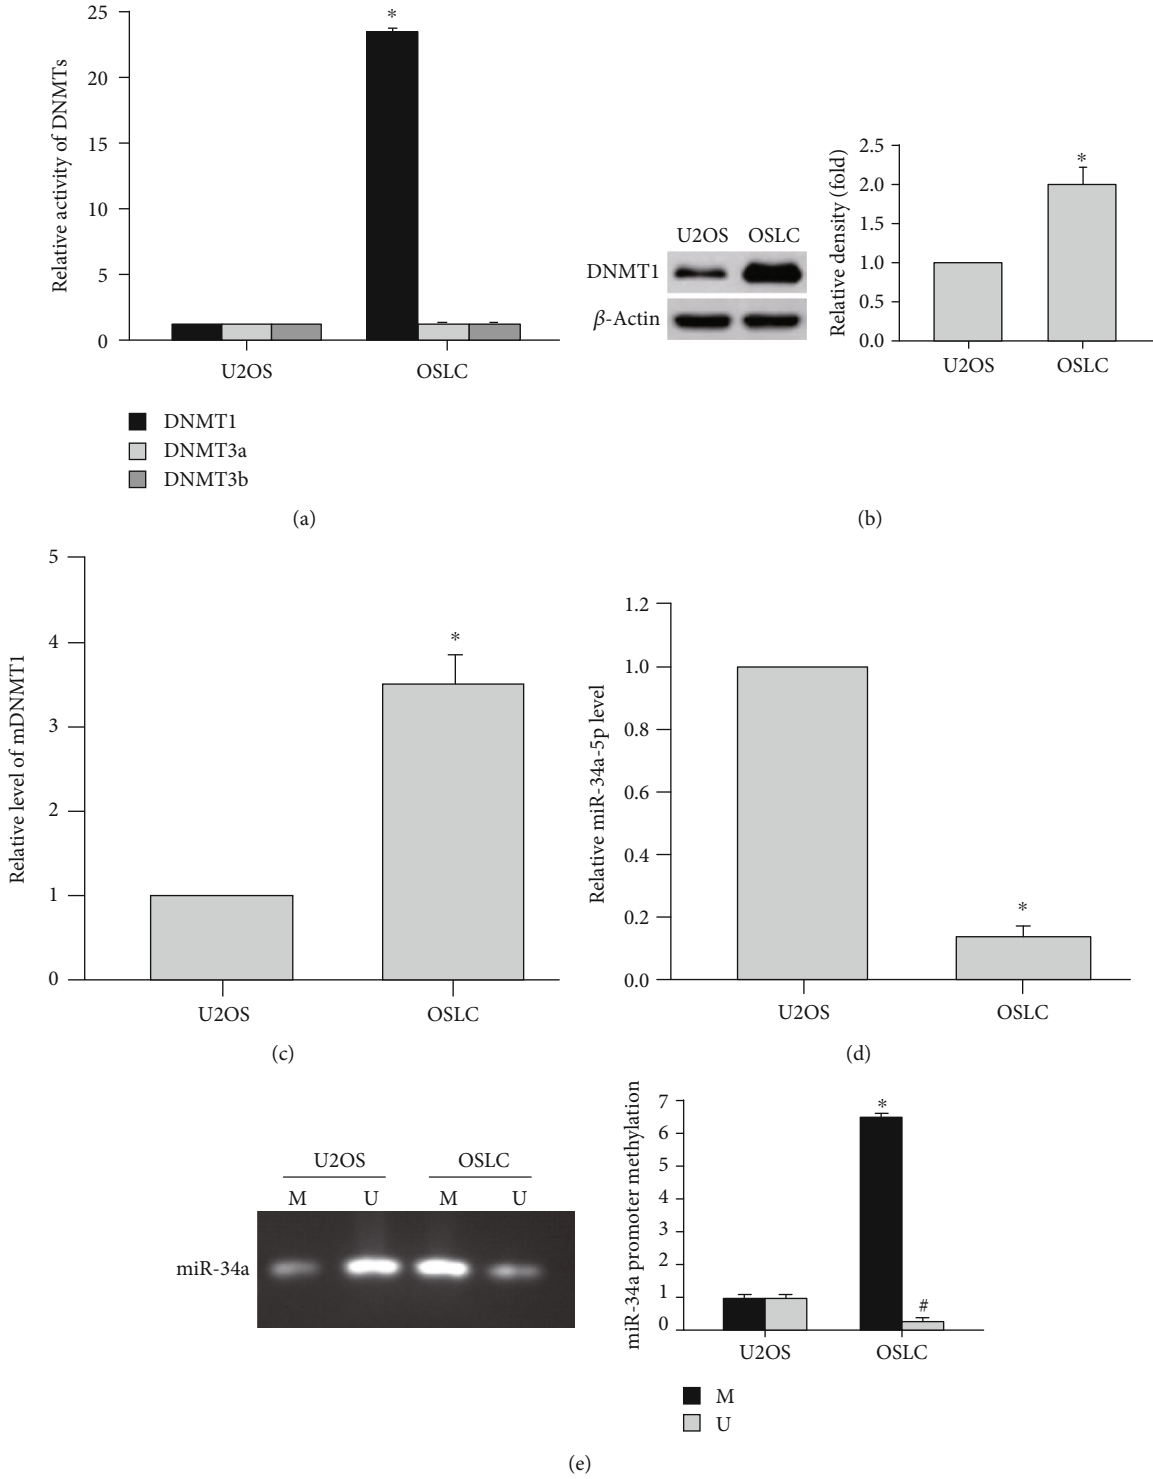 Relative activity of DNMTs
25
20
15
10
5
0
*
U2OS OSLC
DNMT1
DNMT3a
DNMT3b
(a)
U2OS OSLC
DNMT1
β-Actin
Relative density (fold)
2.5
2.0
1.5
1.0
0.5
0.0
*
U2OS OSLC
(b)
Relative level of mDNMT1
5
4
3
2
1
0
*
U2OS OSLC
(c)
Relative miR-34a-5p level
1.2
1.0
0.8
0.6
0.4
0.2
0.0
*
U2OS OSLC
(d)
U2OS OSLC
M U M U
miR-34a
miR-34a promoter methylation
7
6
5
4
3
2
1
0
*
#
U2OS OSLC
M
U
(e)